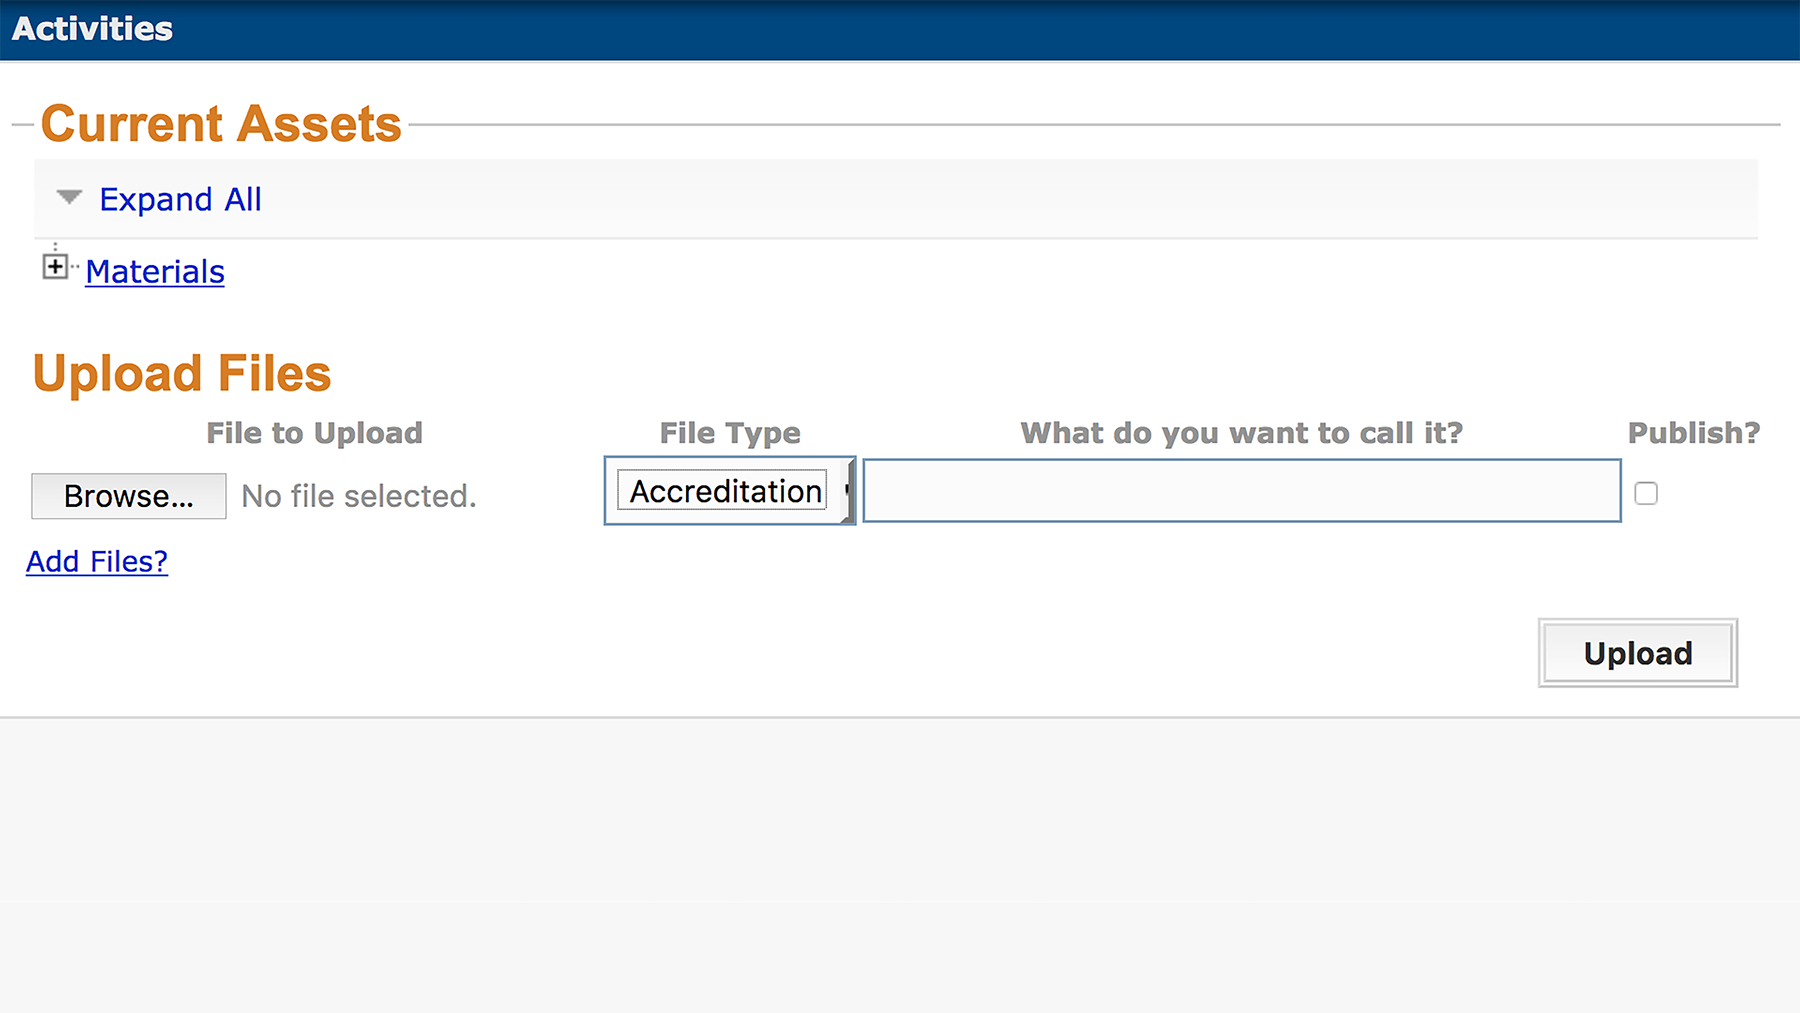 Activities
Current Assets
Expand All
Materials
Upload Files
File to Upload File Type What do you want to call it? Publish?
Browse... No file selected. Accreditation
Add Files?
Upload